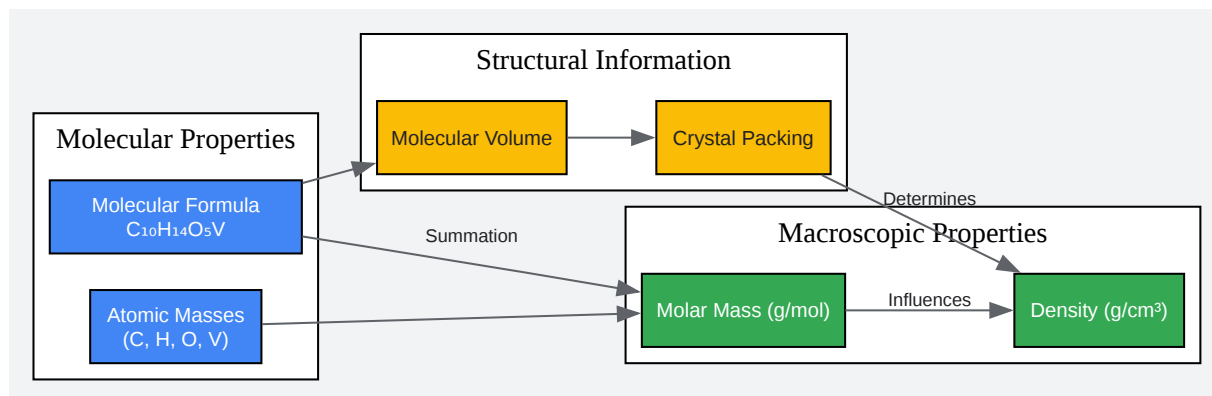 Structural Information
Molecular Volume
Crystal Packing
Molecular Properties
Molecular Formula
C₁₀H₁₄O₅V
Atomic Masses
(C, H, O, V)
Summation
Determines
Macroscopic Properties
Molar Mass (g/mol)
Influences
Density (g/cm³)